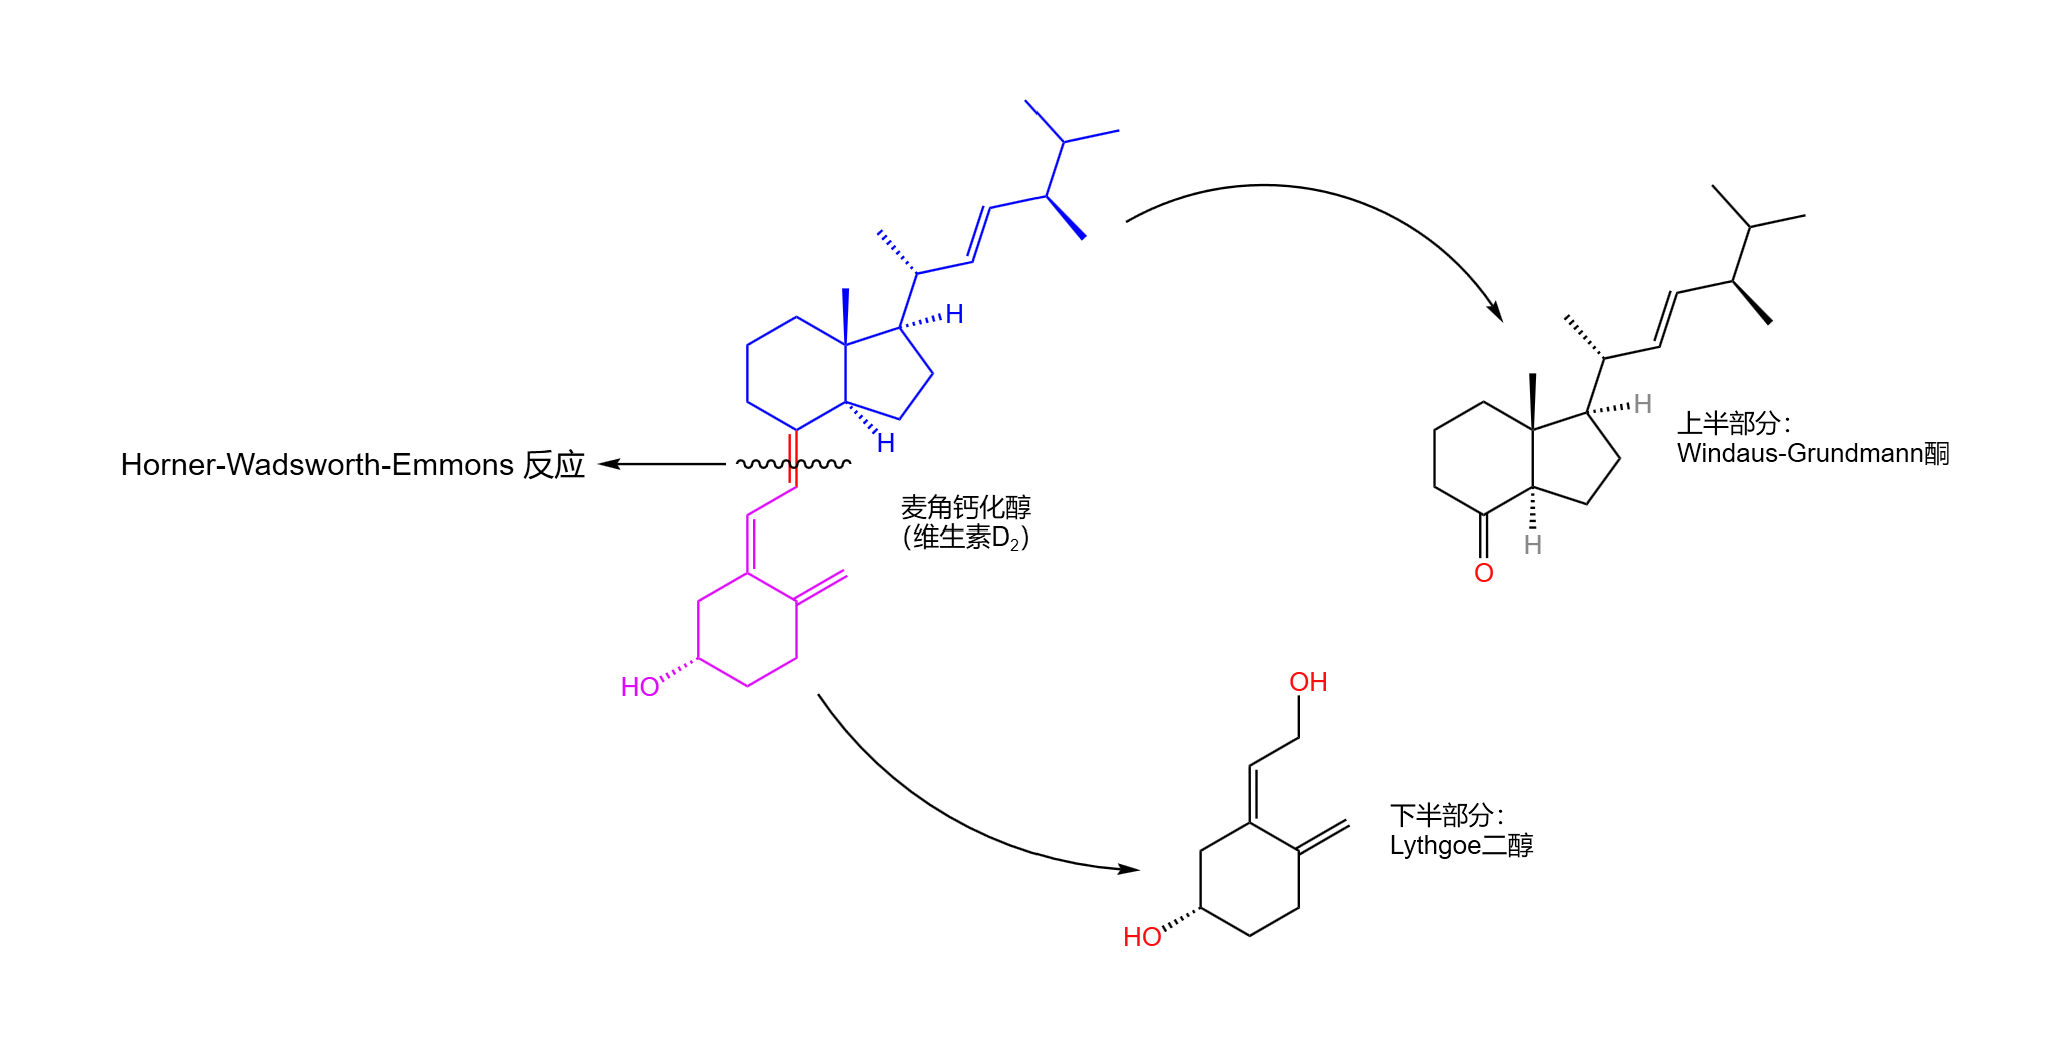 H
H
Horner-Wadsworth-Emmons 反应
麦角钙化醇
（维生素D₂）
HO
H
上半部分：
Windaus-Grundmann酮
H
O
OH
下半部分：
Lythgoe二醇
HO